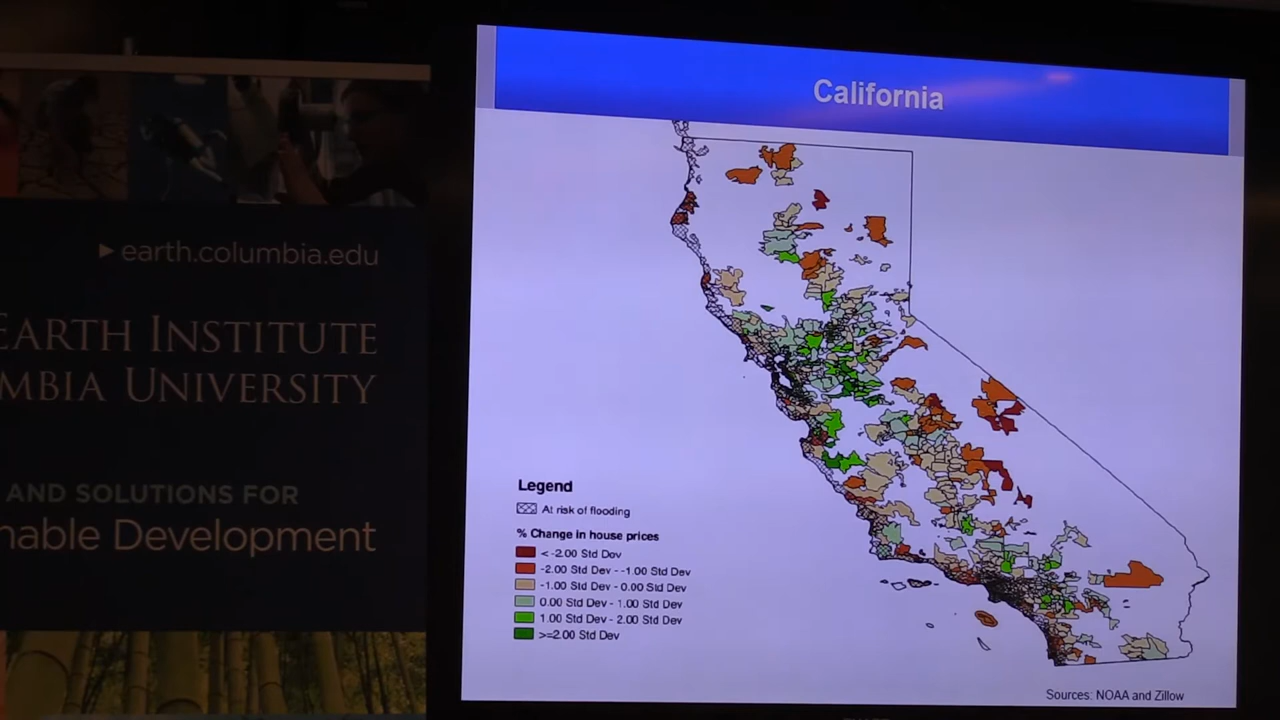 ► earth.columbia.edu
EARTH INSTITUTE
MBIA UNIVERSITY
AND SOLUTIONS FOR
nable Development
California
Legend
At risk of flooding
% Change in house prices
< -2.00 Std Dev
-2.00 Std Dev - -1.00 Std Dev
-1.00 Std Dev - 0.00 Std Dev
0.00 Std Dev - 1.00 Std Dev
1.00 Std Dev - 2.00 Std Dev
>=2.00 Std Dev
Sources: NOAA and Zillow